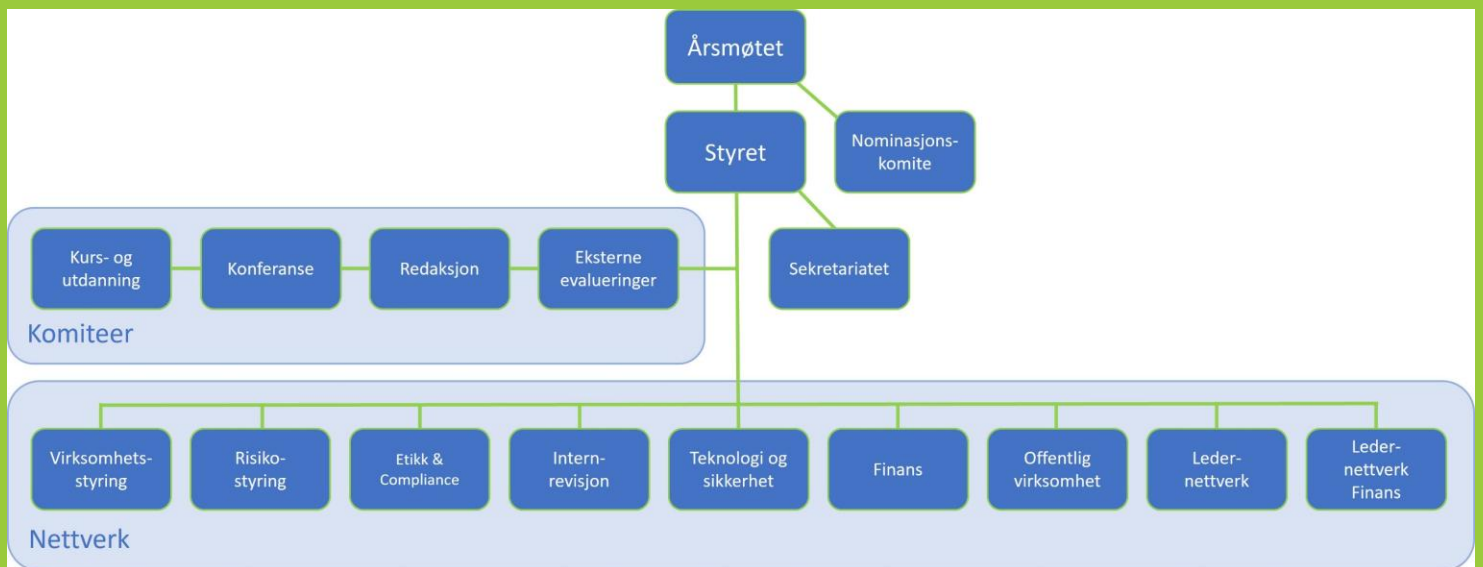 Årsmøtet
Styret
Nominasjons-
komite
Kurs- og
utdanning
Konferanse
Redaksjon
Eksterne
evalueringer
Sekretariatet
Komiteer
Virksomhets-
styring
Risiko-
styring
Etikk &
Compliance
Intern-
revisjon
Teknologi og
sikkerhet
Finans
Offentlig
virksomhet
Leder-
nettverk
Leder-
nettverk
Finans
Nettverk